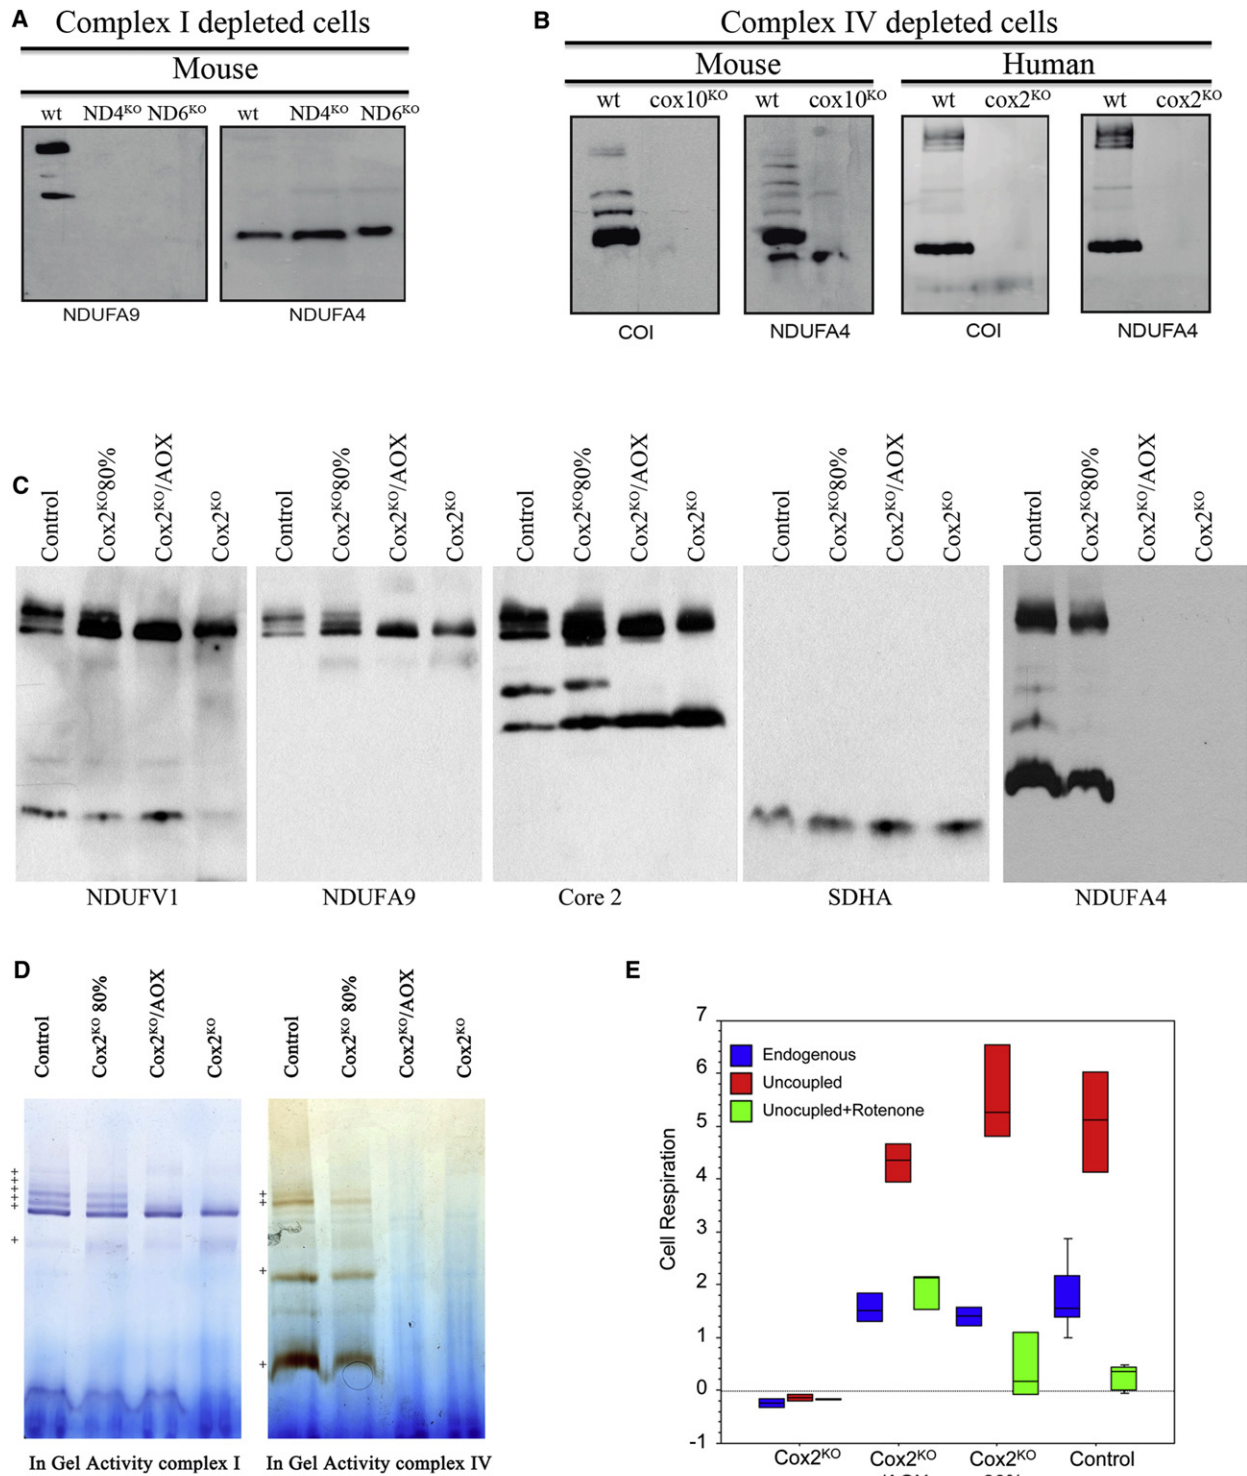 A
Complex I depleted cells
Mouse
wt ND4KO ND6KO
wt ND4KO ND6KO
NDUFA9
NDUFA4
B
Complex IV depleted cells
Mouse
Human
wt cox10KO
wt cox10KO
wt cox2KO
wt cox2KO
COI
NDUFA4
COI
NDUFA4
C
Control
Cox2KO80%
Cox2KO/AOX
Cox2KO
Control
Cox2KO80%
Cox2KO/AOX
Cox2KO
Control
Cox2KO80%
Cox2KO/AOX
Cox2KO
Control
Cox2KO80%
Cox2KO/AOX
Cox2KO
Control
Cox2KO80%
Cox2KO/AOX
Cox2KO
NDUFV1
NDUFA9
Core 2
SDHA
NDUFA4
D
Control
Cox2KO 80%
Cox2KO/AOX
Cox2KO
Control
Cox2KO 80%
Cox2KO/AOX
Cox2KO
+
+
+
+
+
+
+
+
+
+
In Gel Activity complex I
In Gel Activity complex IV
E
Cell Respiration
7
6
5
4
3
2
1
0
-1
Endogenous
Uncoupled
Unocupled+Rotenone
Cox2KO
Cox2KO
Cox2KO
Control